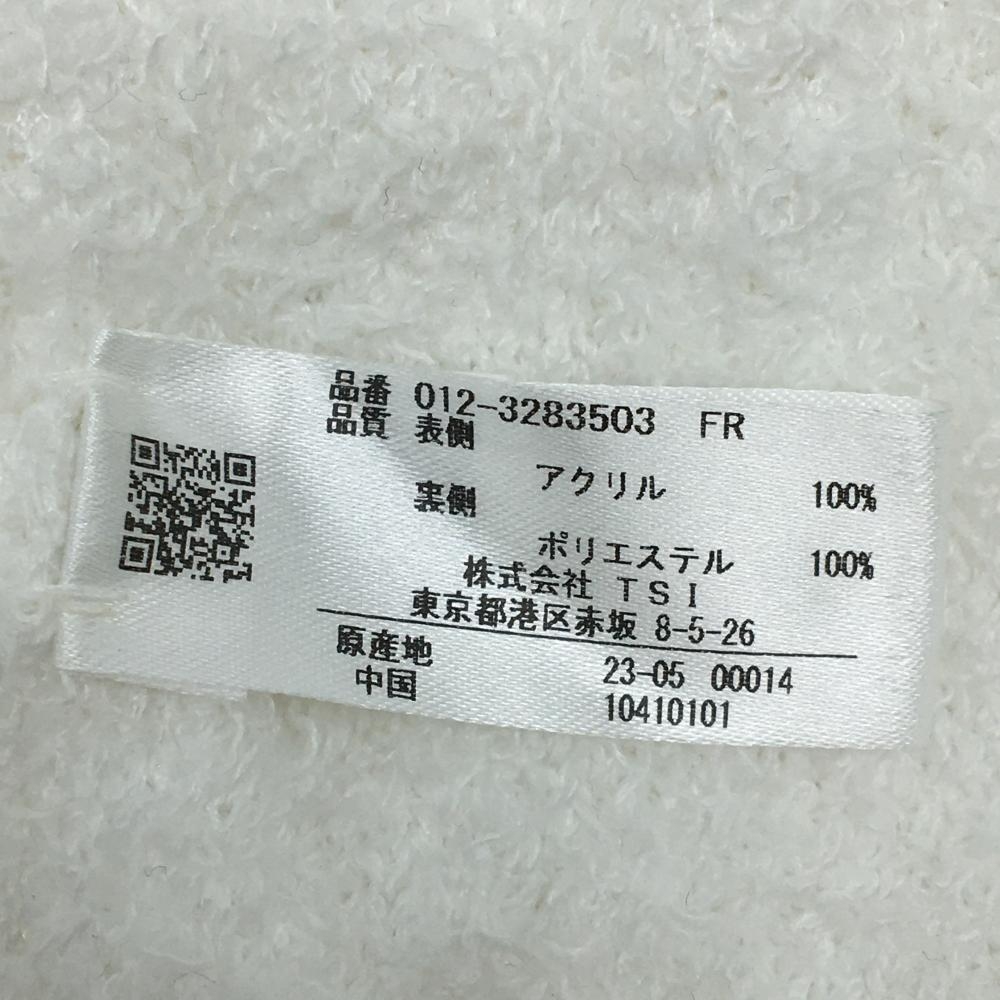 品番 012-3283503 FR
品質 表側
アクリル 100%
裏側
ポリエステル 100%
株式会社 TSI
東京都港区赤坂 8-5-26
原産地 23-05 00014
中国 10410101